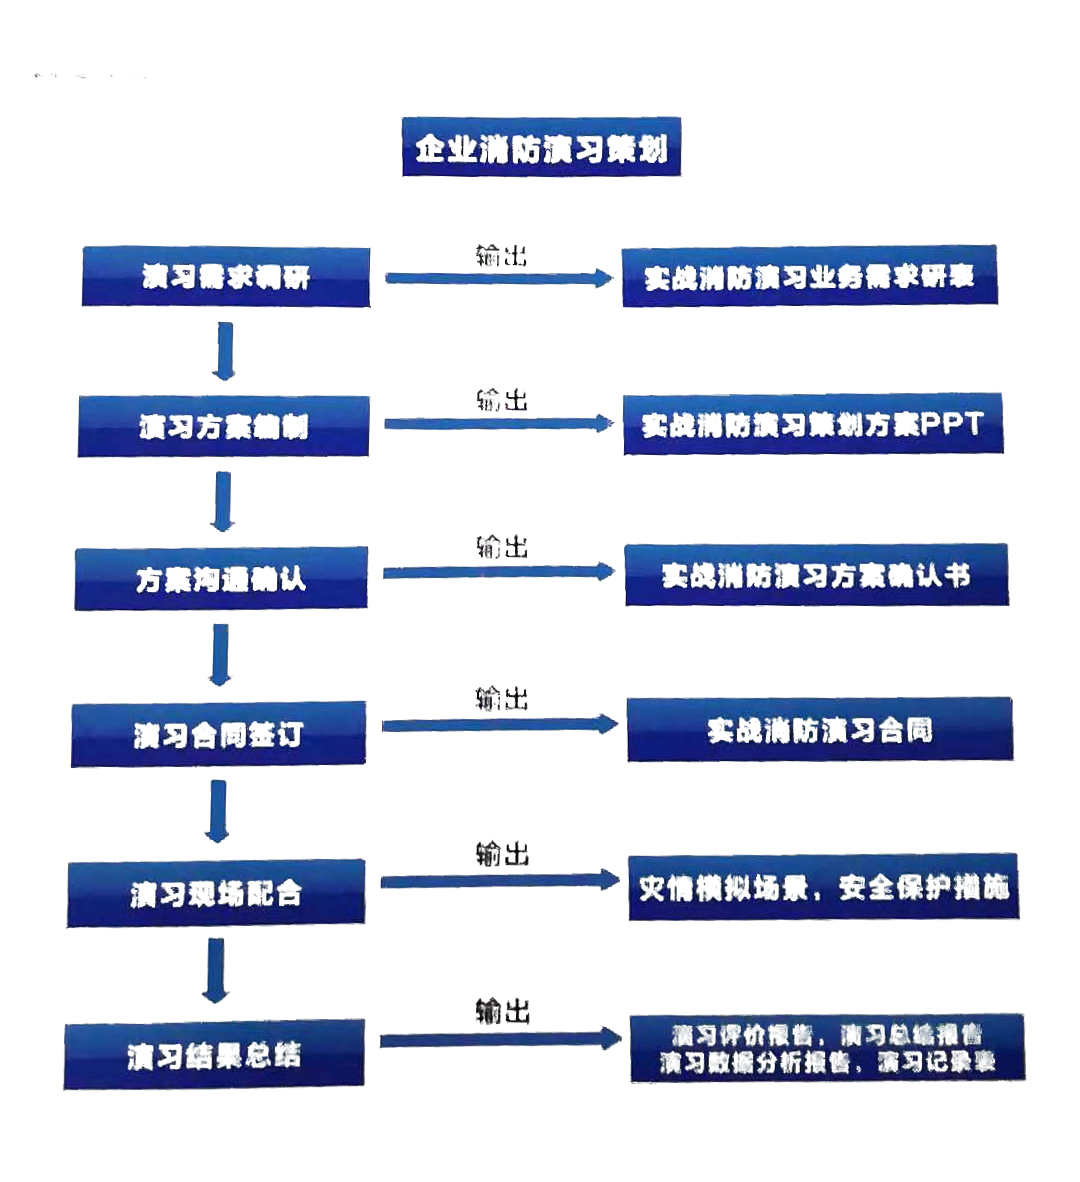 企业消防演习策划
演习需求调研
输出
实战消防演习业务需求研表
演习方案编制
输出
实战消防演习策划方案PPT
方案沟通确认
输出
实战消防演习方案确认书
演习合同签订
输出
实战消防演习合同
演习现场配合
输出
灾情模拟场景，安全保护措施
演习结果总结
输出
演习评价报告，演习总结报告
演习数据分析报告，演习记录表